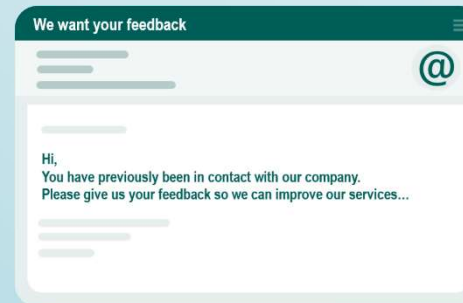 We want your feedback
@
Hi,
You have previously been in contact with our company.
Please give us your feedback so we can improve our services...